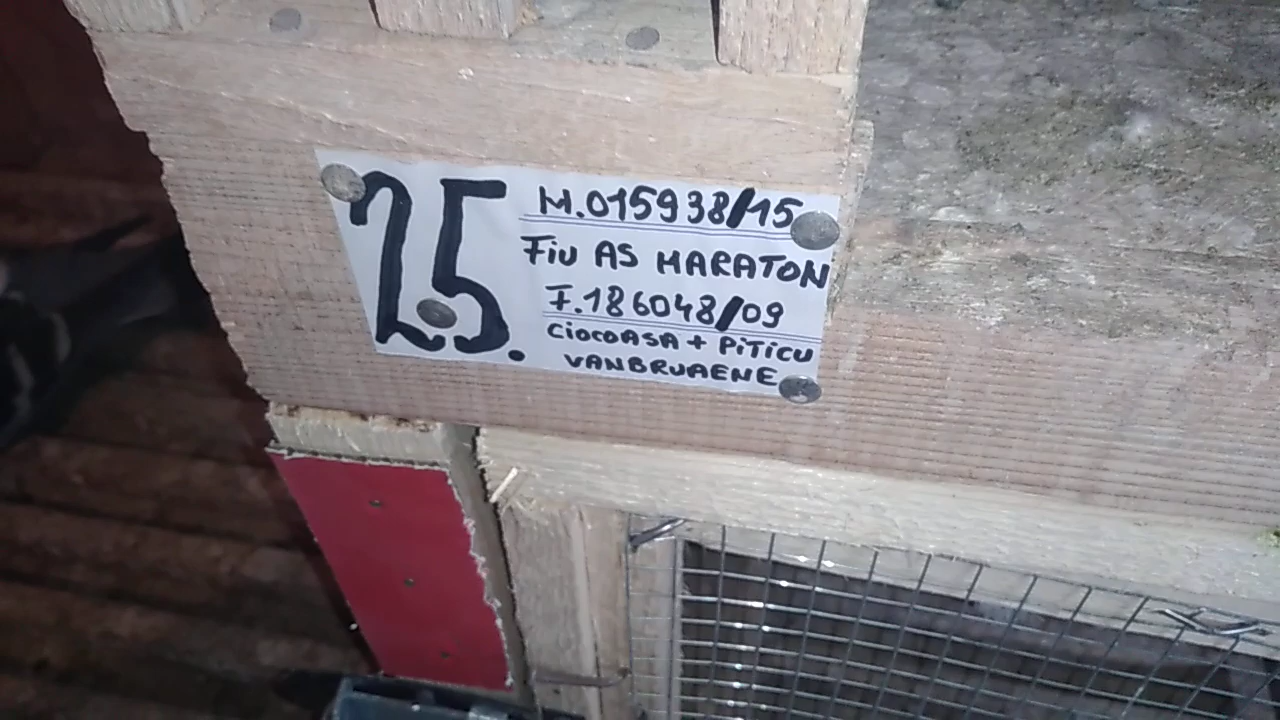 25.
M.015938/15
Fiu AS MARATON
F.186048/09
CiocoASA + PiTiCU
VANBRUAENE